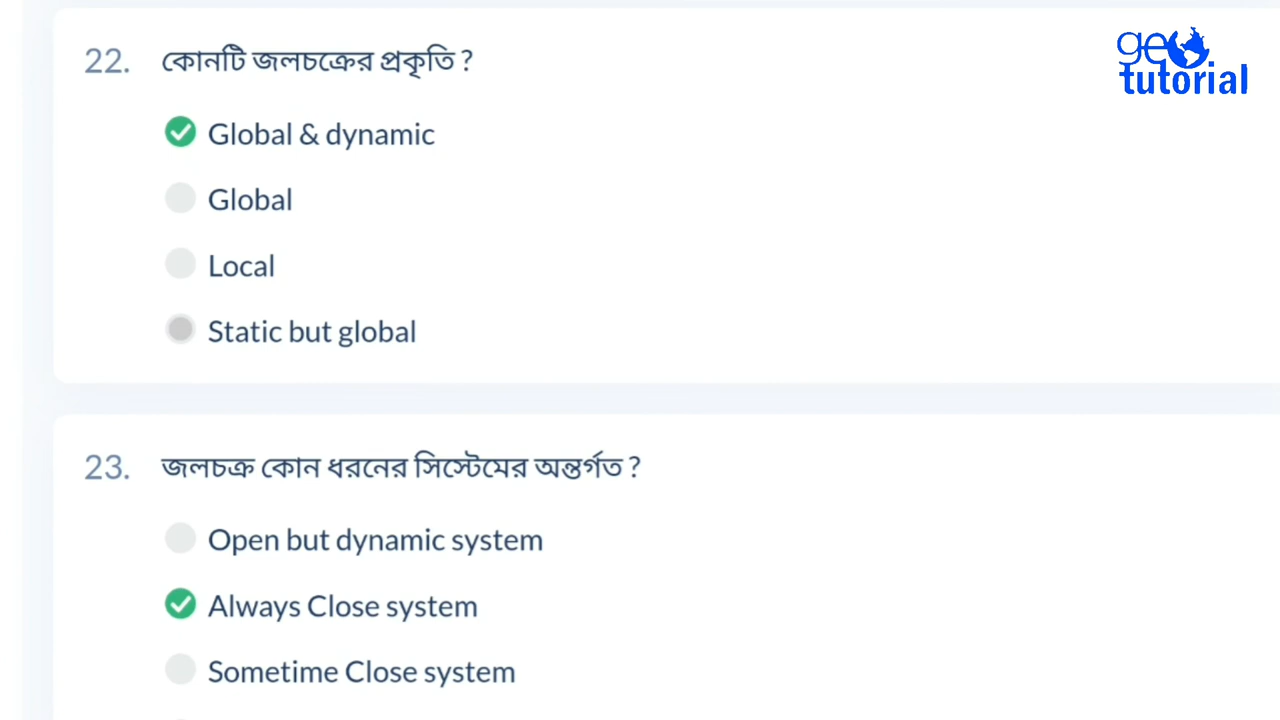 geo
tutorial
22. কোনটি জলচক্রের প্রকৃতি ?
Global & dynamic
Global
Local
Static but global
23. জলচক্র কোন ধরনের সিস্টেমের অন্তর্গত ?
Open but dynamic system
Always Close system
Sometime Close system